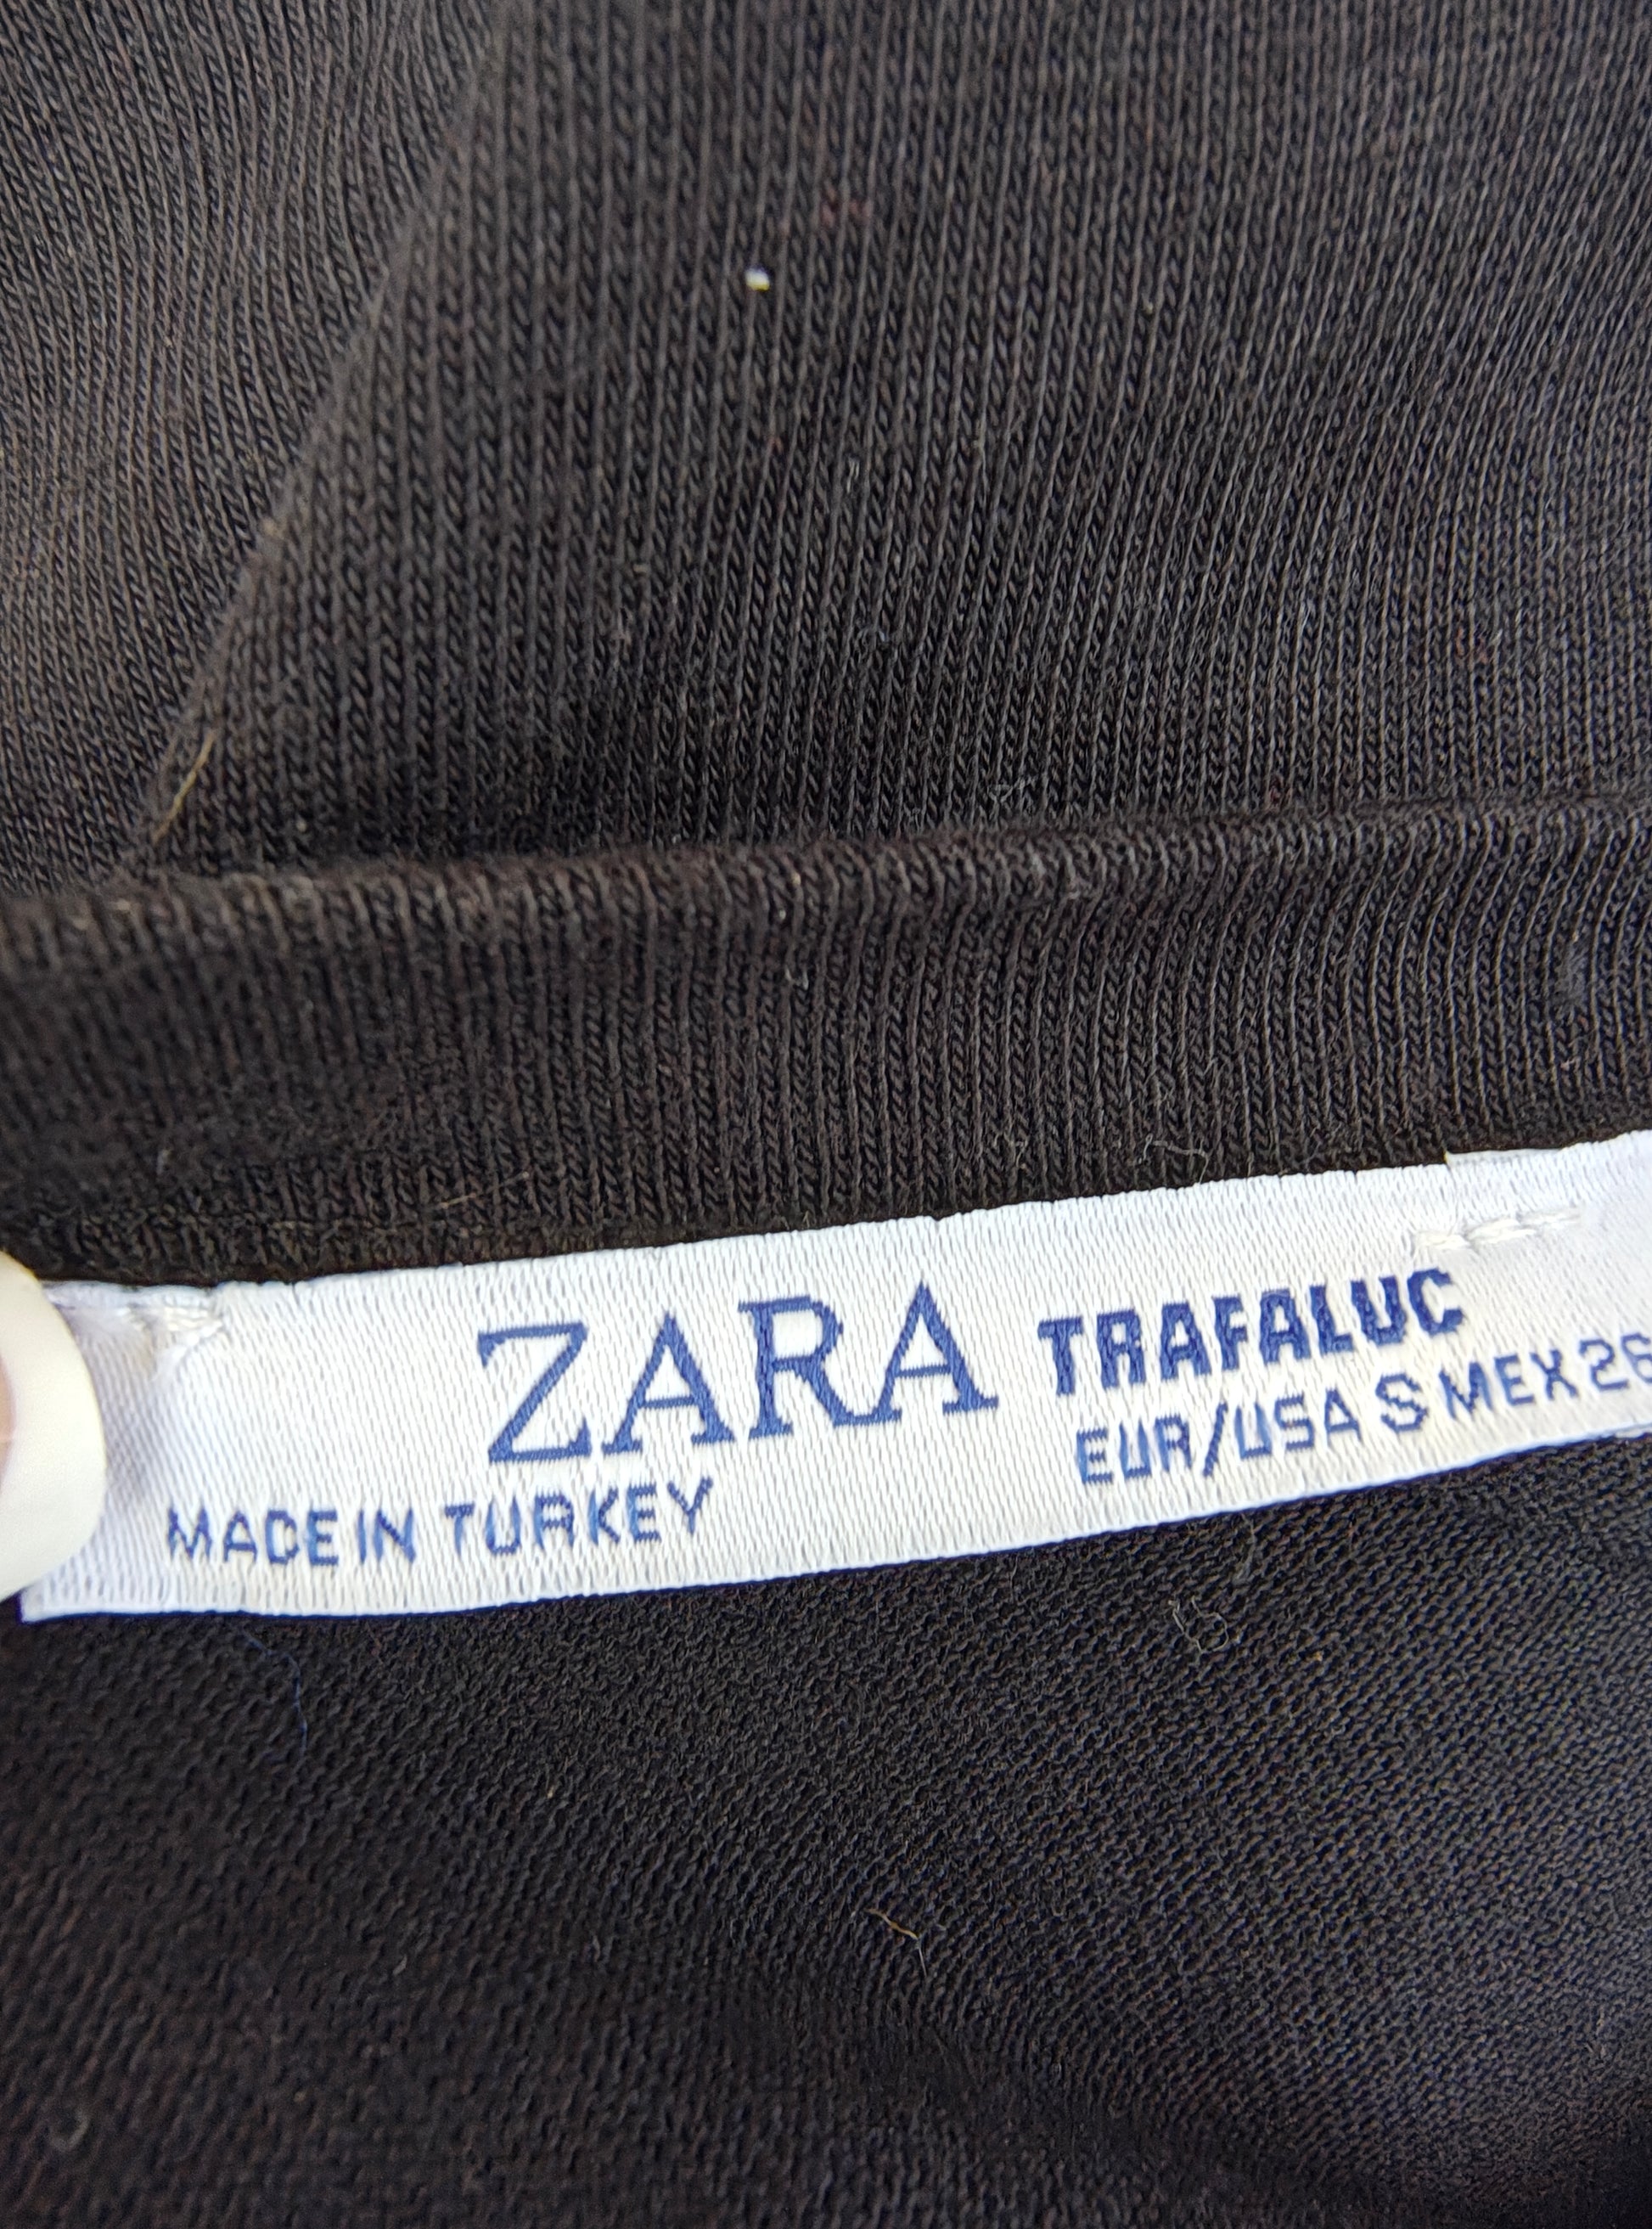 ZARA TRAFALUC
EUR/USA S MEX 26
MADE IN TURKEY